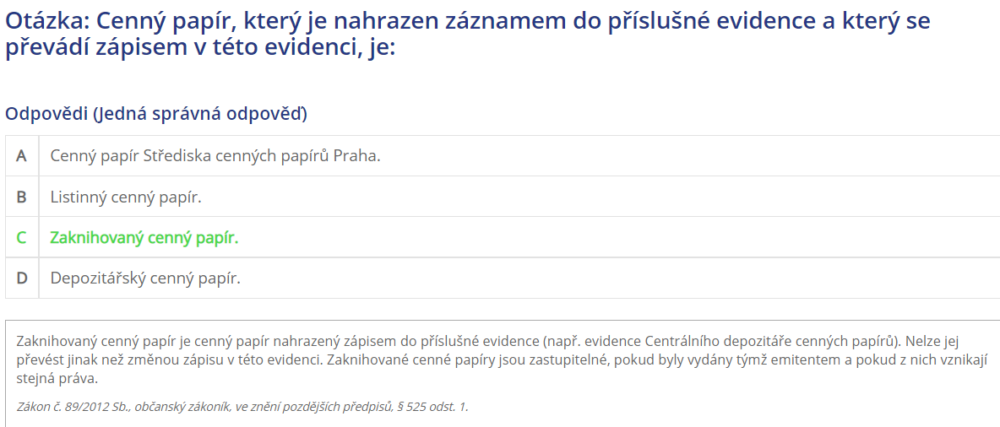 Otázka: Cenný papír, který je nahrazen záznamem do příslušné evidence a který se
převádí zápisem v této evidenci, je:
Odpovědi (Jedná správná odpověď)
A Cenný papír Střediska cenných papírů Praha.
B Listinný cenný papír.
C Zaknihovaný cenný papír.
D Depozitářský cenný papír.
Zaknihovaný cenný papír je cenný papír nahrazený zápisem do příslušné evidence (např. evidence Centrálního depozitáře cenných papírů). Nelze jej
převést jinak než změnou zápisu v této evidenci. Zaknihované cenné papíry jsou zastupitelné, pokud byly vydány týmž emitentem a pokud z nich vznikají
stejná práva.
Zákon č. 89/2012 Sb., občanský zákoník, ve znění pozdějších předpisů, § 525 odst. 1.